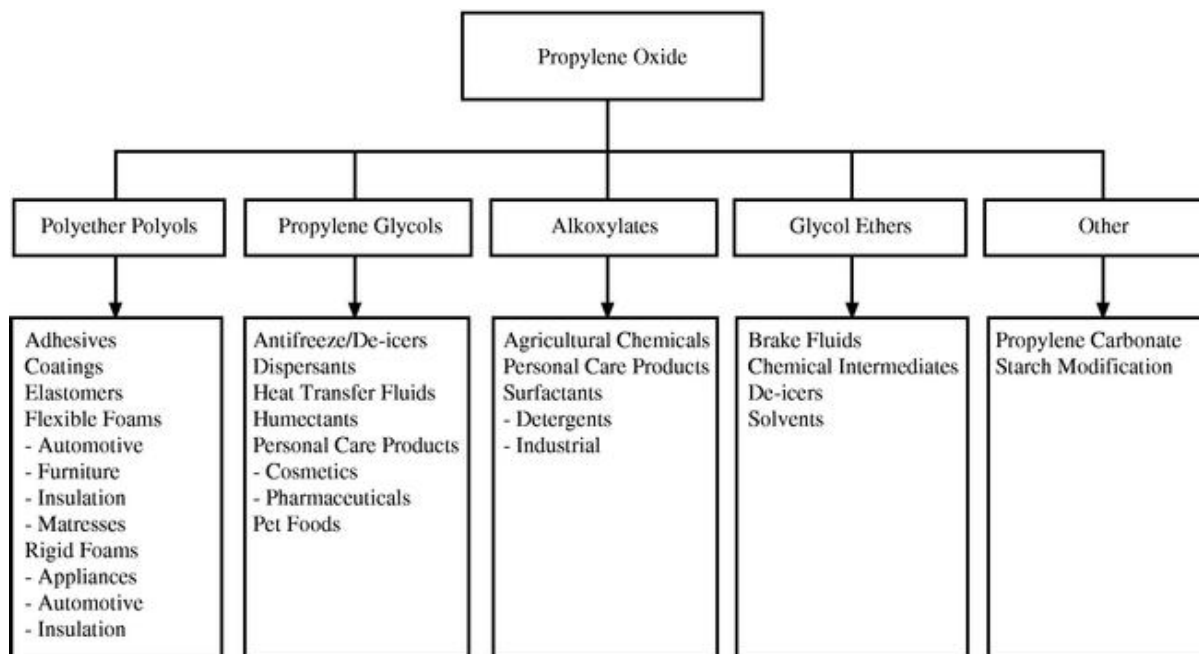 Propylene Oxide
Polyether Polyols
Propylene Glycols
Alkoxylates
Glycol Ethers
Other
Adhesives
Coatings
Elastomers
Flexible Foams
- Automotive
- Furniture
- Insulation
- Matresses
Rigid Foams
- Appliances
- Automotive
- Insulation
Antifreeze/De-icers
Dispersants
Heat Transfer Fluids
Humectants
Personal Care Products
- Cosmetics
- Pharmaceuticals
Pet Foods
Agricultural Chemicals
Personal Care Products
Surfactants
- Detergents
- Industrial
Brake Fluids
Chemical Intermediates
De-icers
Solvents
Propylene Carbonate
Starch Modification